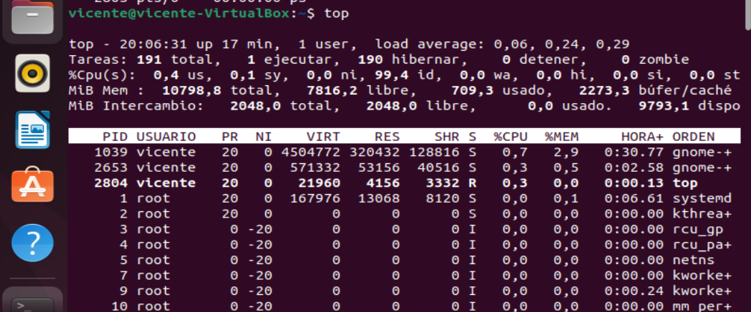 vicente@vicente-VirtualBox:~$ top
top - 20:06:31 up 17 min,  1 user,  load average: 0,06, 0,24, 0,29
Tareas: 191 total,   1 ejecutar, 190 hibernar,   0 detener,   0 zombie
%Cpu(s):  0,4 us,  0,1 sy,  0,0 ni, 99,4 id,  0,0 wa,  0,0 hi,  0,0 si,  0,0 st
MiB Mem :  10798,8 total,   7816,2 libre,    709,3 usado,   2273,3 búfer/caché
MiB Intercambio:   2048,0 total,   2048,0 libre,      0,0 usado.   9793,1 dispo
PID USUARIO   PR  NI    VIRT    RES    SHR S  %CPU  %MEM     HORA+ ORDEN
1039 vicente   20   0 4504772 320432 128816 S   0,7   2,9   0:30.77 gnome-+
2653 vicente   20   0  571332  53156  40516 S   0,3   0,5   0:02.58 gnome-+
2804 vicente   20   0   21960   4156   3332 R   0,3   0,0   0:00.13 top
1 root      20   0  167976  13068   8120 S   0,0   0,1   0:06.61 systemd
2 root      20   0       0      0      0 S   0,0   0,0   0:00.00 kthrea+
3 root       0 -20       0      0      0 I   0,0   0,0   0:00.00 rcu_gp
4 root       0 -20       0      0      0 I   0,0   0,0   0:00.00 rcu_pa+
5 root       0 -20       0      0      0 I   0,0   0,0   0:00.00 netns
7 root       0 -20       0      0      0 I   0,0   0,0   0:00.00 kworke+
9 root       0 -20       0      0      0 I   0,0   0,0   0:00.24 kworke+
10 root       0 -20       0      0      0 I   0,0   0,0   0:00.00 mm_per+